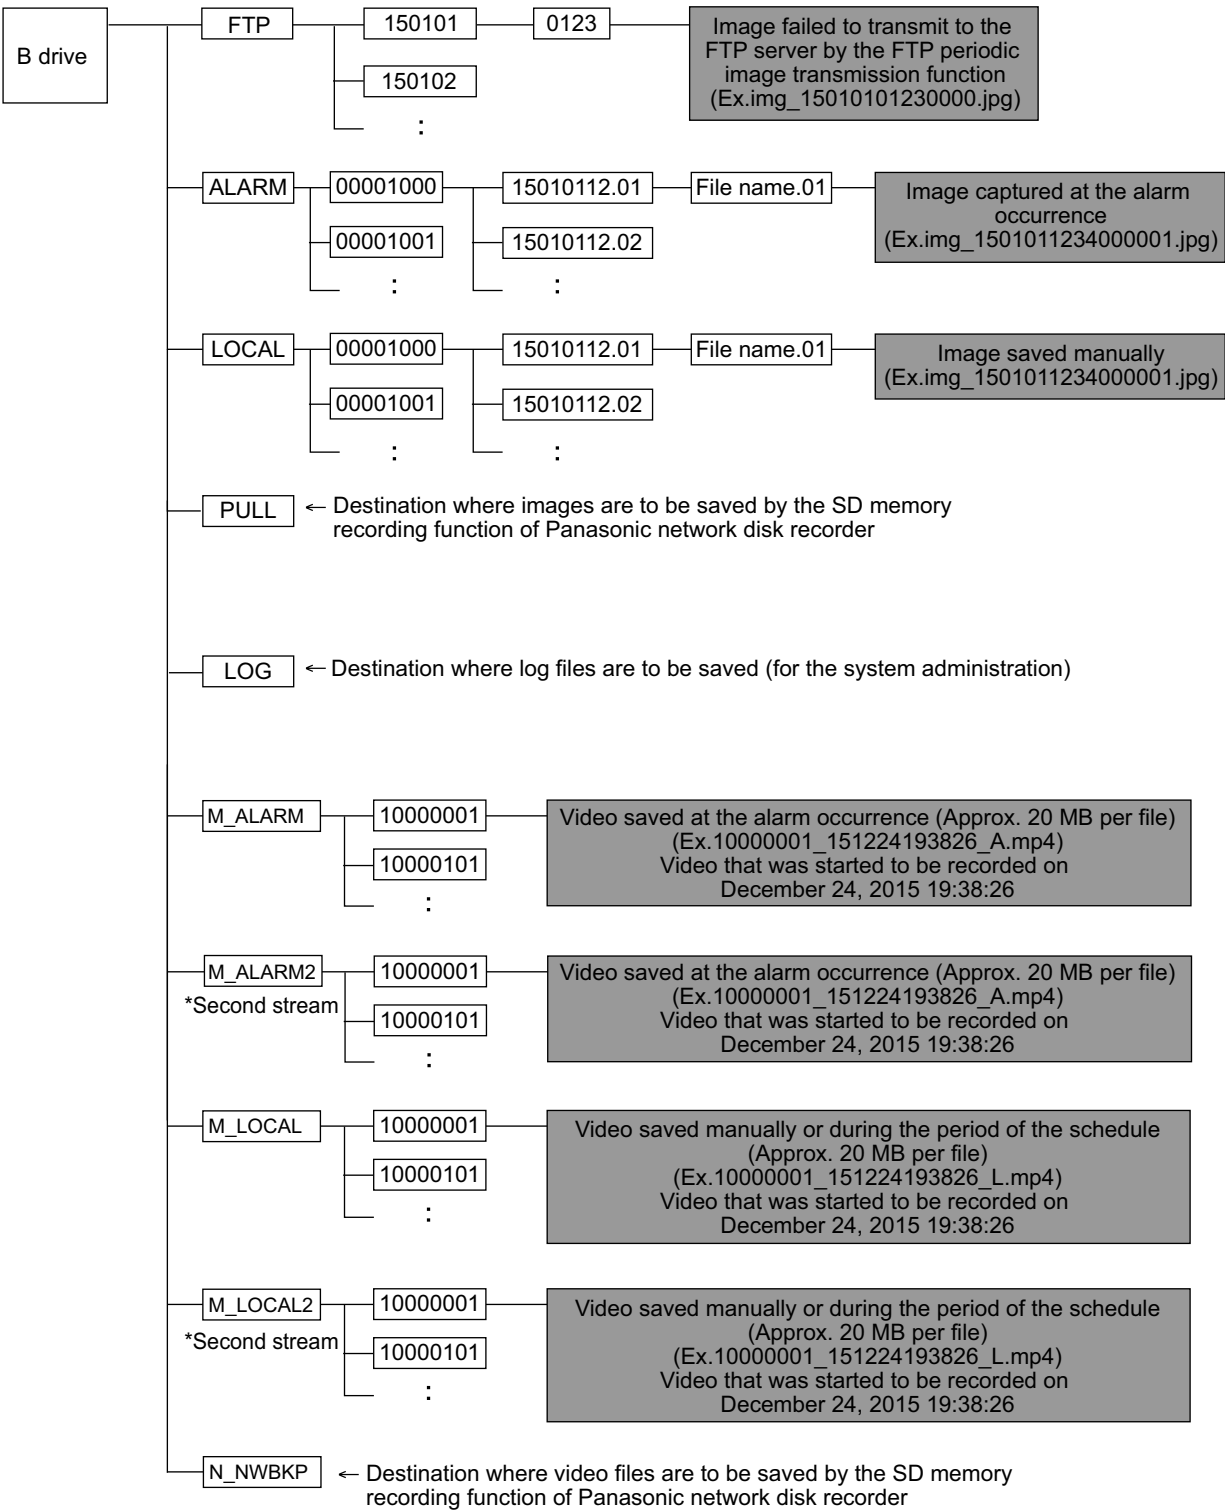 B drive
FTP
150101
0123
Image failed to transmit to the
FTP server by the FTP periodic
image transmission function
(Ex.img_15010101230000.jpg)
150102
:
ALARM
00001000
15010112.01
File name.01
Image captured at the alarm
occurrence
(Ex.img_1501011234000001.jpg)
00001001
15010112.02
:
:
LOCAL
00001000
15010112.01
File name.01
Image saved manually
(Ex.img_1501011234000001.jpg)
00001001
15010112.02
:
:
PULL
← Destination where images are to be saved by the SD memory
recording function of Panasonic network disk recorder
LOG
← Destination where log files are to be saved (for the system administration)
M_ALARM
10000001
Video saved at the alarm occurrence (Approx. 20 MB per file)
(Ex.10000001_151224193826_A.mp4)
Video that was started to be recorded on
December 24, 2015 19:38:26
10000101
:
M_ALARM2
*Second stream
10000001
Video saved at the alarm occurrence (Approx. 20 MB per file)
(Ex.10000001_151224193826_A.mp4)
Video that was started to be recorded on
December 24, 2015 19:38:26
10000101
:
M_LOCAL
10000001
Video saved manually or during the period of the schedule
(Approx. 20 MB per file)
(Ex.10000001_151224193826_L.mp4)
Video that was started to be recorded on
December 24, 2015 19:38:26
10000101
:
M_LOCAL2
*Second stream
10000001
Video saved manually or during the period of the schedule
(Approx. 20 MB per file)
(Ex.10000001_151224193826_L.mp4)
Video that was started to be recorded on
December 24, 2015 19:38:26
10000101
:
N_NWBKP
← Destination where video files are to be saved by the SD memory
recording function of Panasonic network disk recorder